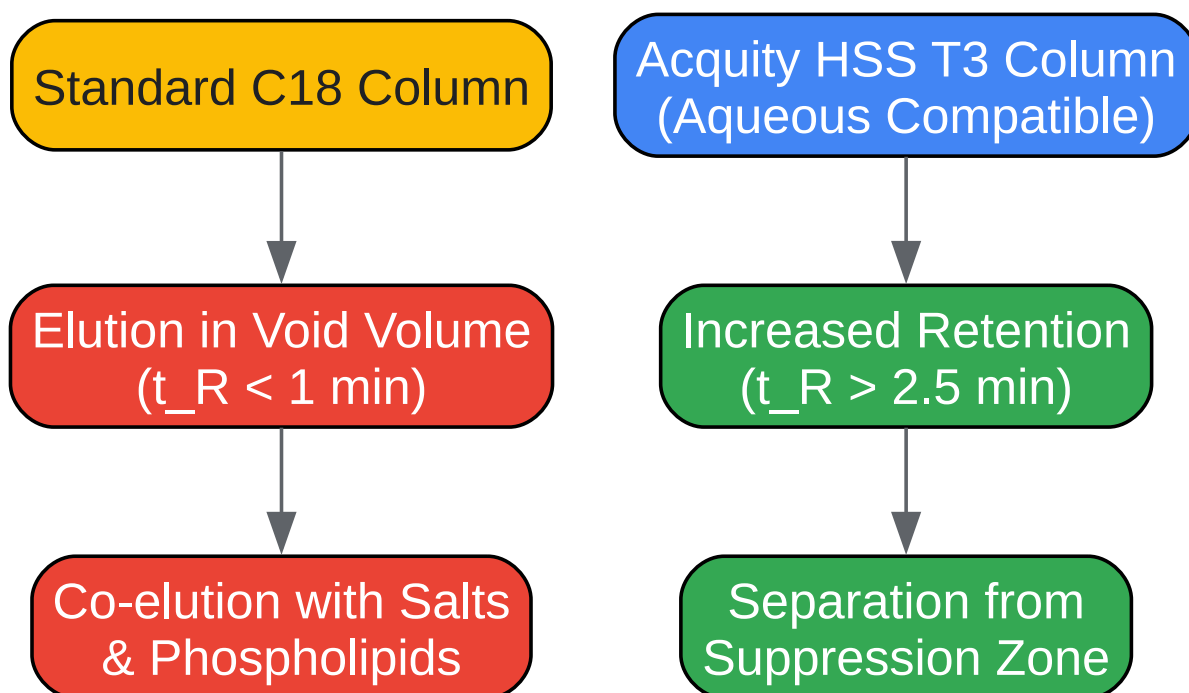 Standard C18 Column
Acquity HSS T3 Column
(Aqueous Compatible)
Elution in Void Volume
(t_R < 1 min)
Increased Retention
(t_R > 2.5 min)
Co-elution with Salts
& Phospholipids
Separation from
Suppression Zone